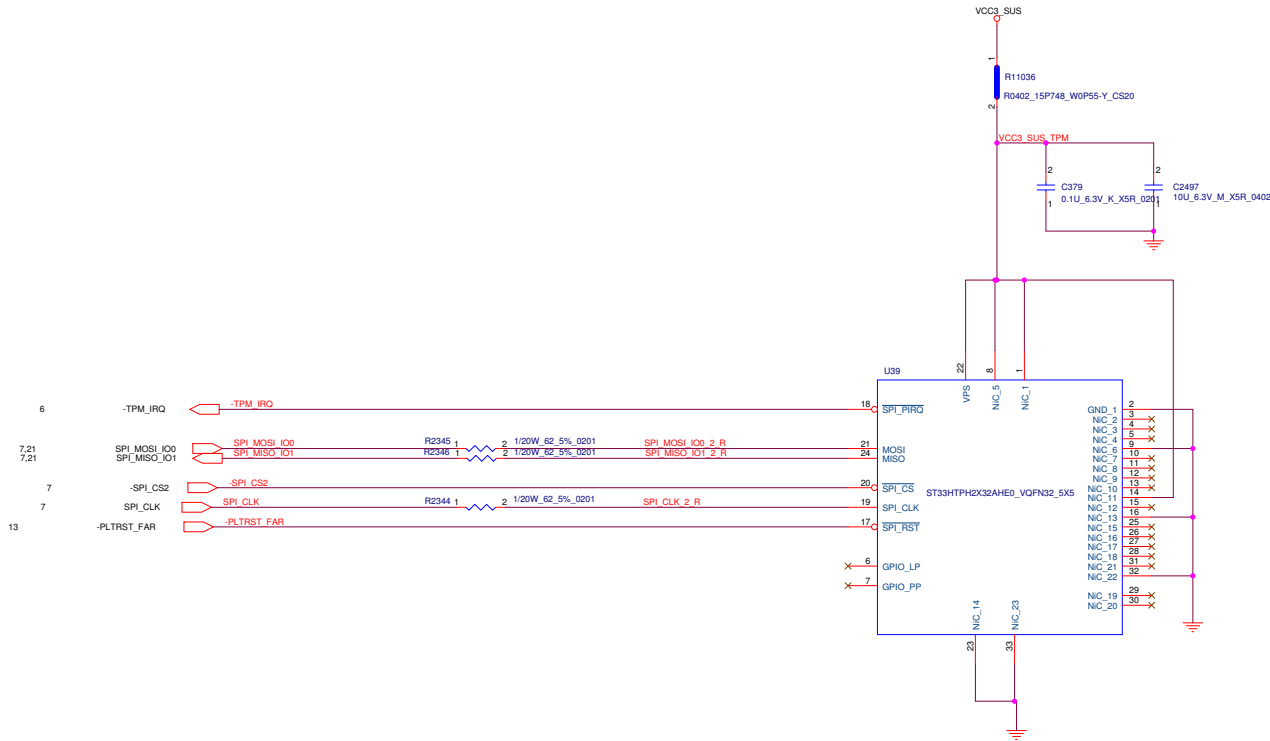 VCC3_SUS
1
R11036
R0402_15P748_W0P55-Y_CS20
2
VCC3_SUS_TPM
2
2
C379
C2497
0.1U_6.3V_K_X5R_0201
10U_6.3V_M_X5R_0402
1
1
U39
22
8
1
VPS
NiC_5
NiC_1
6
-TPM_IRQ
-TPM_IRQ
18
SPI_PIRQ
7,21
SPI_MOSI_IO0
SPI_MOSI_IO0
R2345
1
2
1/20W_62_5%_0201
SPI_MOSI_IO0_2_R
21
MOSI
7,21
SPI_MISO_IO1
SPI_MISO_IO1
R2346
1
2
1/20W_62_5%_0201
SPI_MISO_IO1_2_R
24
MISO
7
-SPI_CS2
-SPI_CS2
20
SPI_CS
7
SPI_CLK
SPI_CLK
R2344
1
2
1/20W_62_5%_0201
SPI_CLK_2_R
19
SPI_CLK
13
-PLTRST_FAR
-PLTRST_FAR
17
SPI_RST
6
GPIO_LP
7
GPIO_PP
ST33HTPH2X32AHE0_VQFN32_5X5
GND_1
2
NiC_2
3
NiC_3
4
NiC_4
5
NiC_6
9
NiC_7
10
NiC_8
11
NiC_9
12
NiC_10
13
NiC_11
14
NiC_12
15
NiC_13
16
NiC_15
25
NiC_16
26
NiC_17
27
NiC_18
28
NiC_21
31
NiC_22
32
NiC_19
29
NiC_20
30
NiC_14
NiC_23
23
33